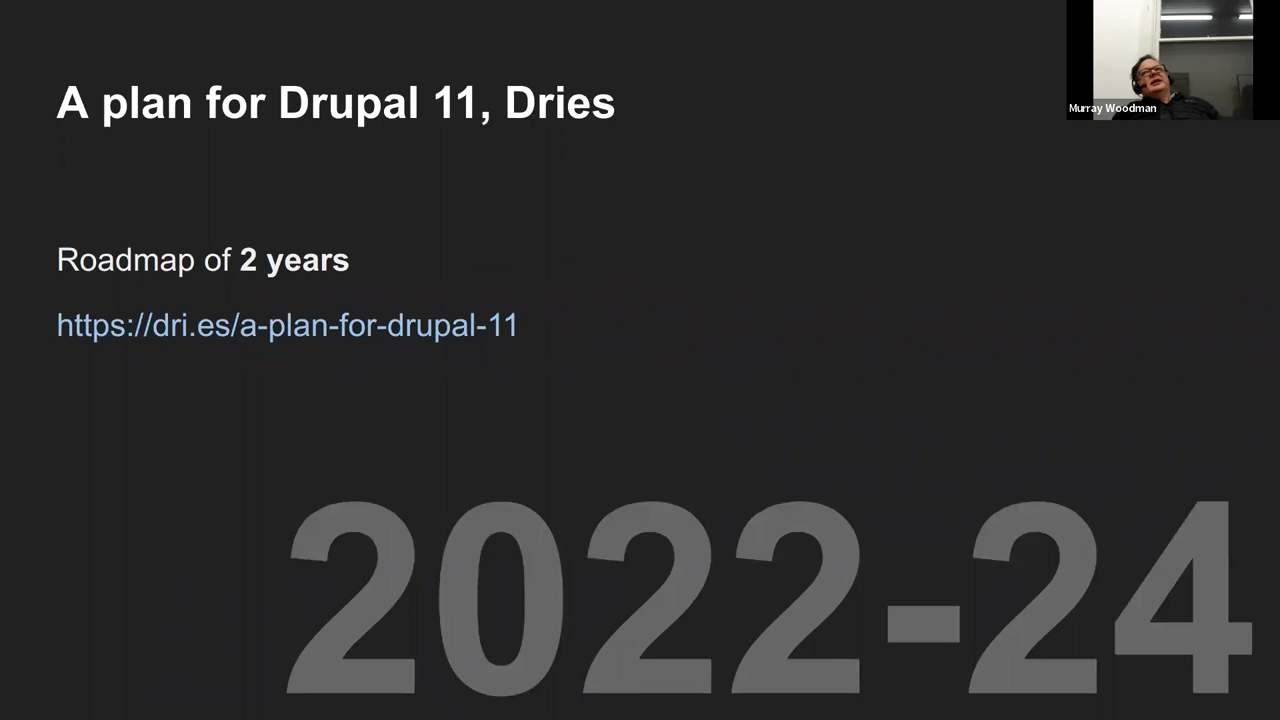 A plan for Drupal 11, Dries
Murray Woodman
Roadmap of 2 years
https://dri.es/a-plan-for-drupal-11
2022-24